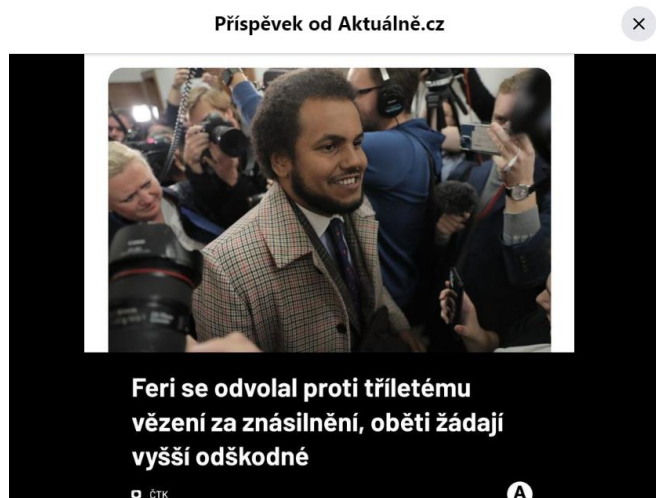 Příspěvek od Aktuálně.cz
Feri se odvolal proti tříletému
vězení za znásilnění, oběti žádají
vyšší odškodné
ČTK
A